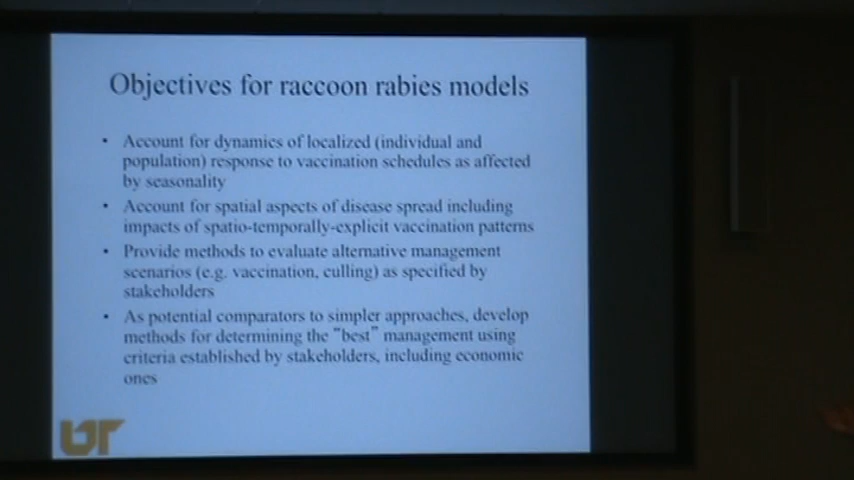 Objectives for raccoon rabies models
• Account for dynamics of localized (individual and
population) response to vaccination schedules as affected
by seasonality
• Account for spatial aspects of disease spread including
impacts of spatio-temporally-explicit vaccination patterns
• Provide methods to evaluate alternative management
scenarios (e.g. vaccination, culling) as specified by
stakeholders
• As potential comparators to simpler approaches, develop
methods for determining the "best" management using
criteria established by stakeholders, including economic
ones
UT